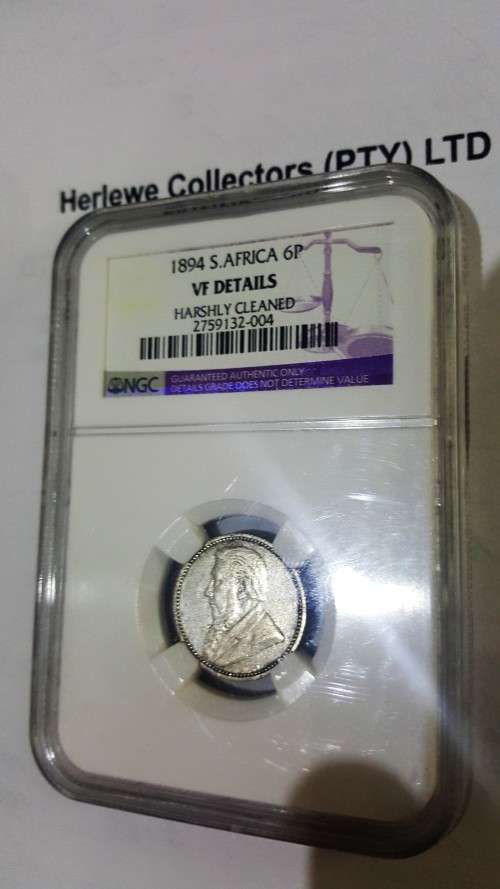 Herlewe Collectors (PTY) LTD
1894 S.AFRICA 6P
VF DETAILS
HARSHLY CLEANED
2759132-004
NGC
GUARANTEED AUTHENTIC ONLY
DETAILS GRADE DOES NOT DETERMINE VALUE